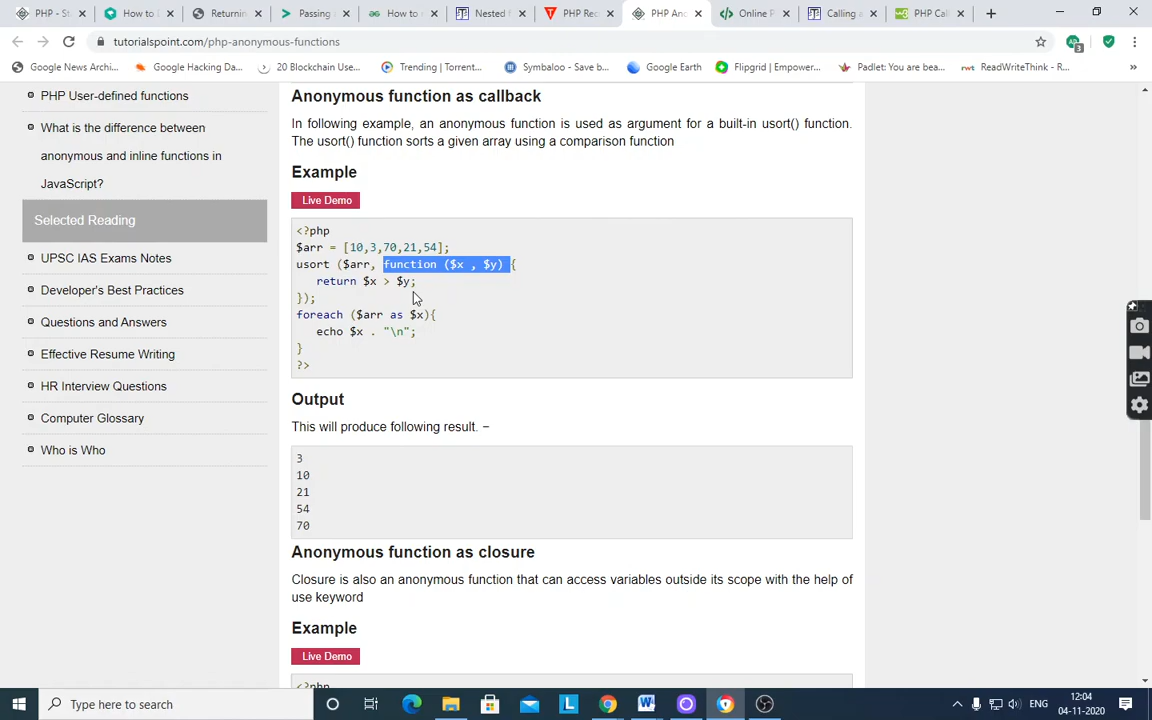 PHP - St
How to D
Returnin
Passing a
How to r
Nested f
PHP Rec
PHP Ano
Online P
Calling a
PHP Call
tutorialspoint.com/php-anonymous-functions
3
Google News Archi...
Google Hacking Da...
20 Blockchain Use...
Trending | Torrent...
Symbaloo - Save b...
Google Earth
Flipgrid | Empower...
Padlet: You are bea...
rwt ReadWriteThink - R...
»
PHP User-defined functions
What is the difference between
anonymous and inline functions in
JavaScript?
Selected Reading
UPSC IAS Exams Notes
Developer's Best Practices
Questions and Answers
Effective Resume Writing
HR Interview Questions
Computer Glossary
Who is Who
Anonymous function as callback
In following example, an anonymous function is used as argument for a built-in usort() function.
The usort() function sorts a given array using a comparison function
Example
Live Demo
<?php
$arr = [10,3,70,21,54];
usort ($arr, function ($x , $y) {
return $x > $y;
});
foreach ($arr as $x){
echo $x . "\n";
}
?>
Output
This will produce following result. −
3
10
21
54
70
Anonymous function as closure
Closure is also an anonymous function that can access variables outside its scope with the help of
use keyword
Example
Live Demo
<?php
Type here to search
ENG
12:04
04-11-2020